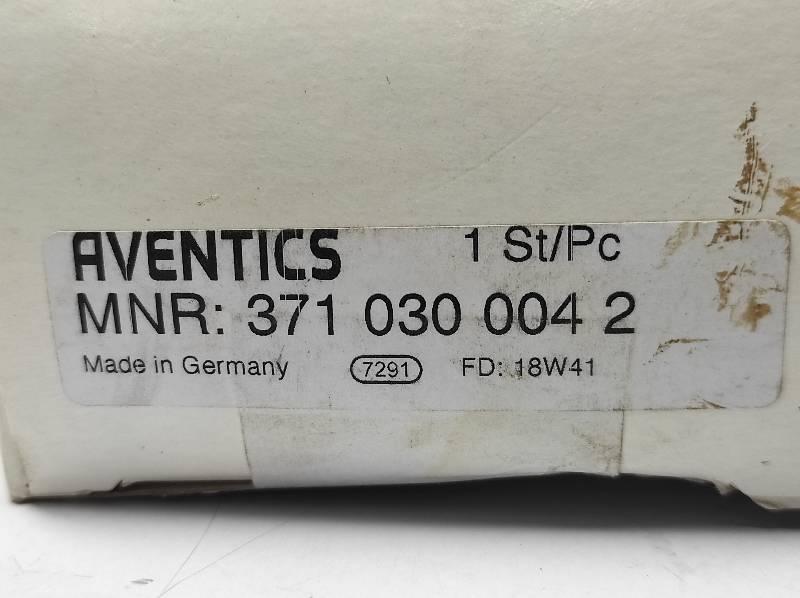 AVENTICS 1 St/Pc
MNR: 371 030 004 2
Made in Germany 7291 FD: 18W41